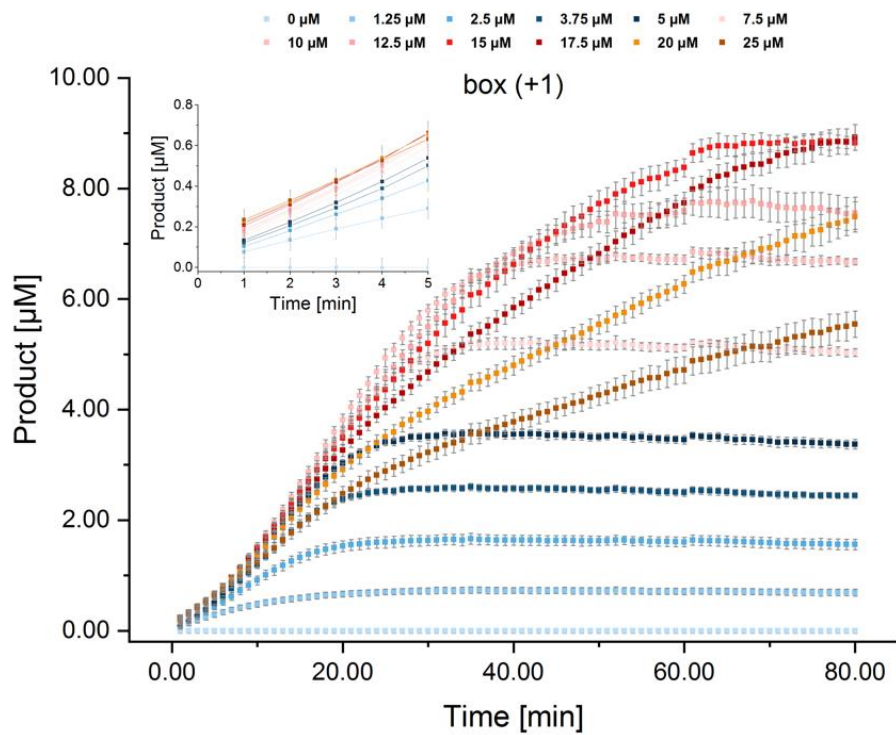 0 µM 1.25 µM 2.5 µM 3.75 µM 5 µM 7.5 µM
10 µM 12.5 µM 15 µM 17.5 µM 20 µM 25 µM
box (+1)
10.00
8.00
6.00
4.00
2.00
0.00
Product [µM]
0.8
0.6
0.4
0.2
0.0
Product [µM]
0 1 2 3 4 5
Time [min]
0.00 20.00 40.00 60.00 80.00
Time [min]